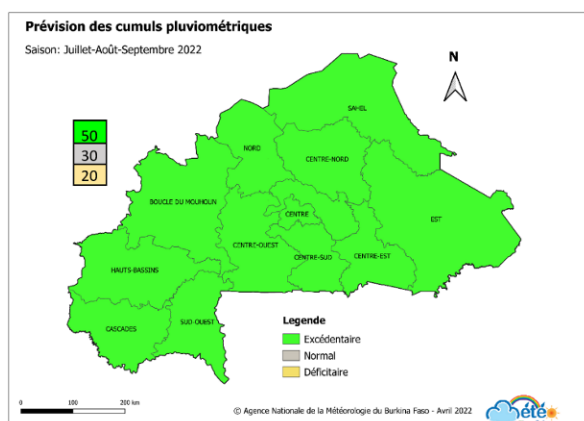 Prévision des cumuls pluviométriques
Saison: Juillet-Août-Septembre 2022
N
SAHEL
50
30
20
NORD
CENTRE-NORD
BOUCLE DU MOUHOUN
CENTRE
EST
CENTRE-OUEST
CENTRE-SUD
CENTRE-EST
HAUTS-BASSINS
CASCADES
SUD-OUEST
Legende
Excédentaire
Normal
Déficitaire
0 100 200 km
© Agence Nationale de la Météorologie du Burkina Faso - Avril 2022
été